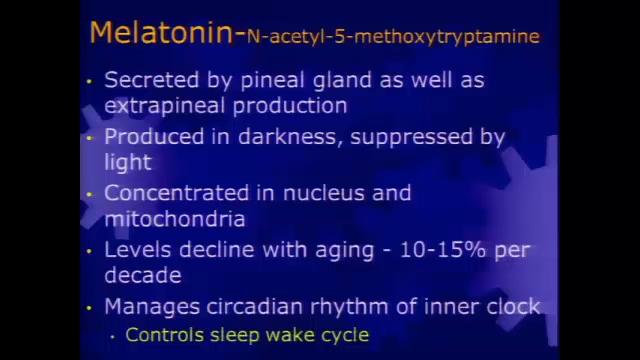 Melatonin-N-acetyl-5-methoxytryptamine
• Secreted by pineal gland as well as
extrapineal production
• Produced in darkness, suppressed by
light
• Concentrated in nucleus and
mitochondria
• Levels decline with aging - 10-15% per
decade
• Manages circadian rhythm of inner clock
• Controls sleep wake cycle